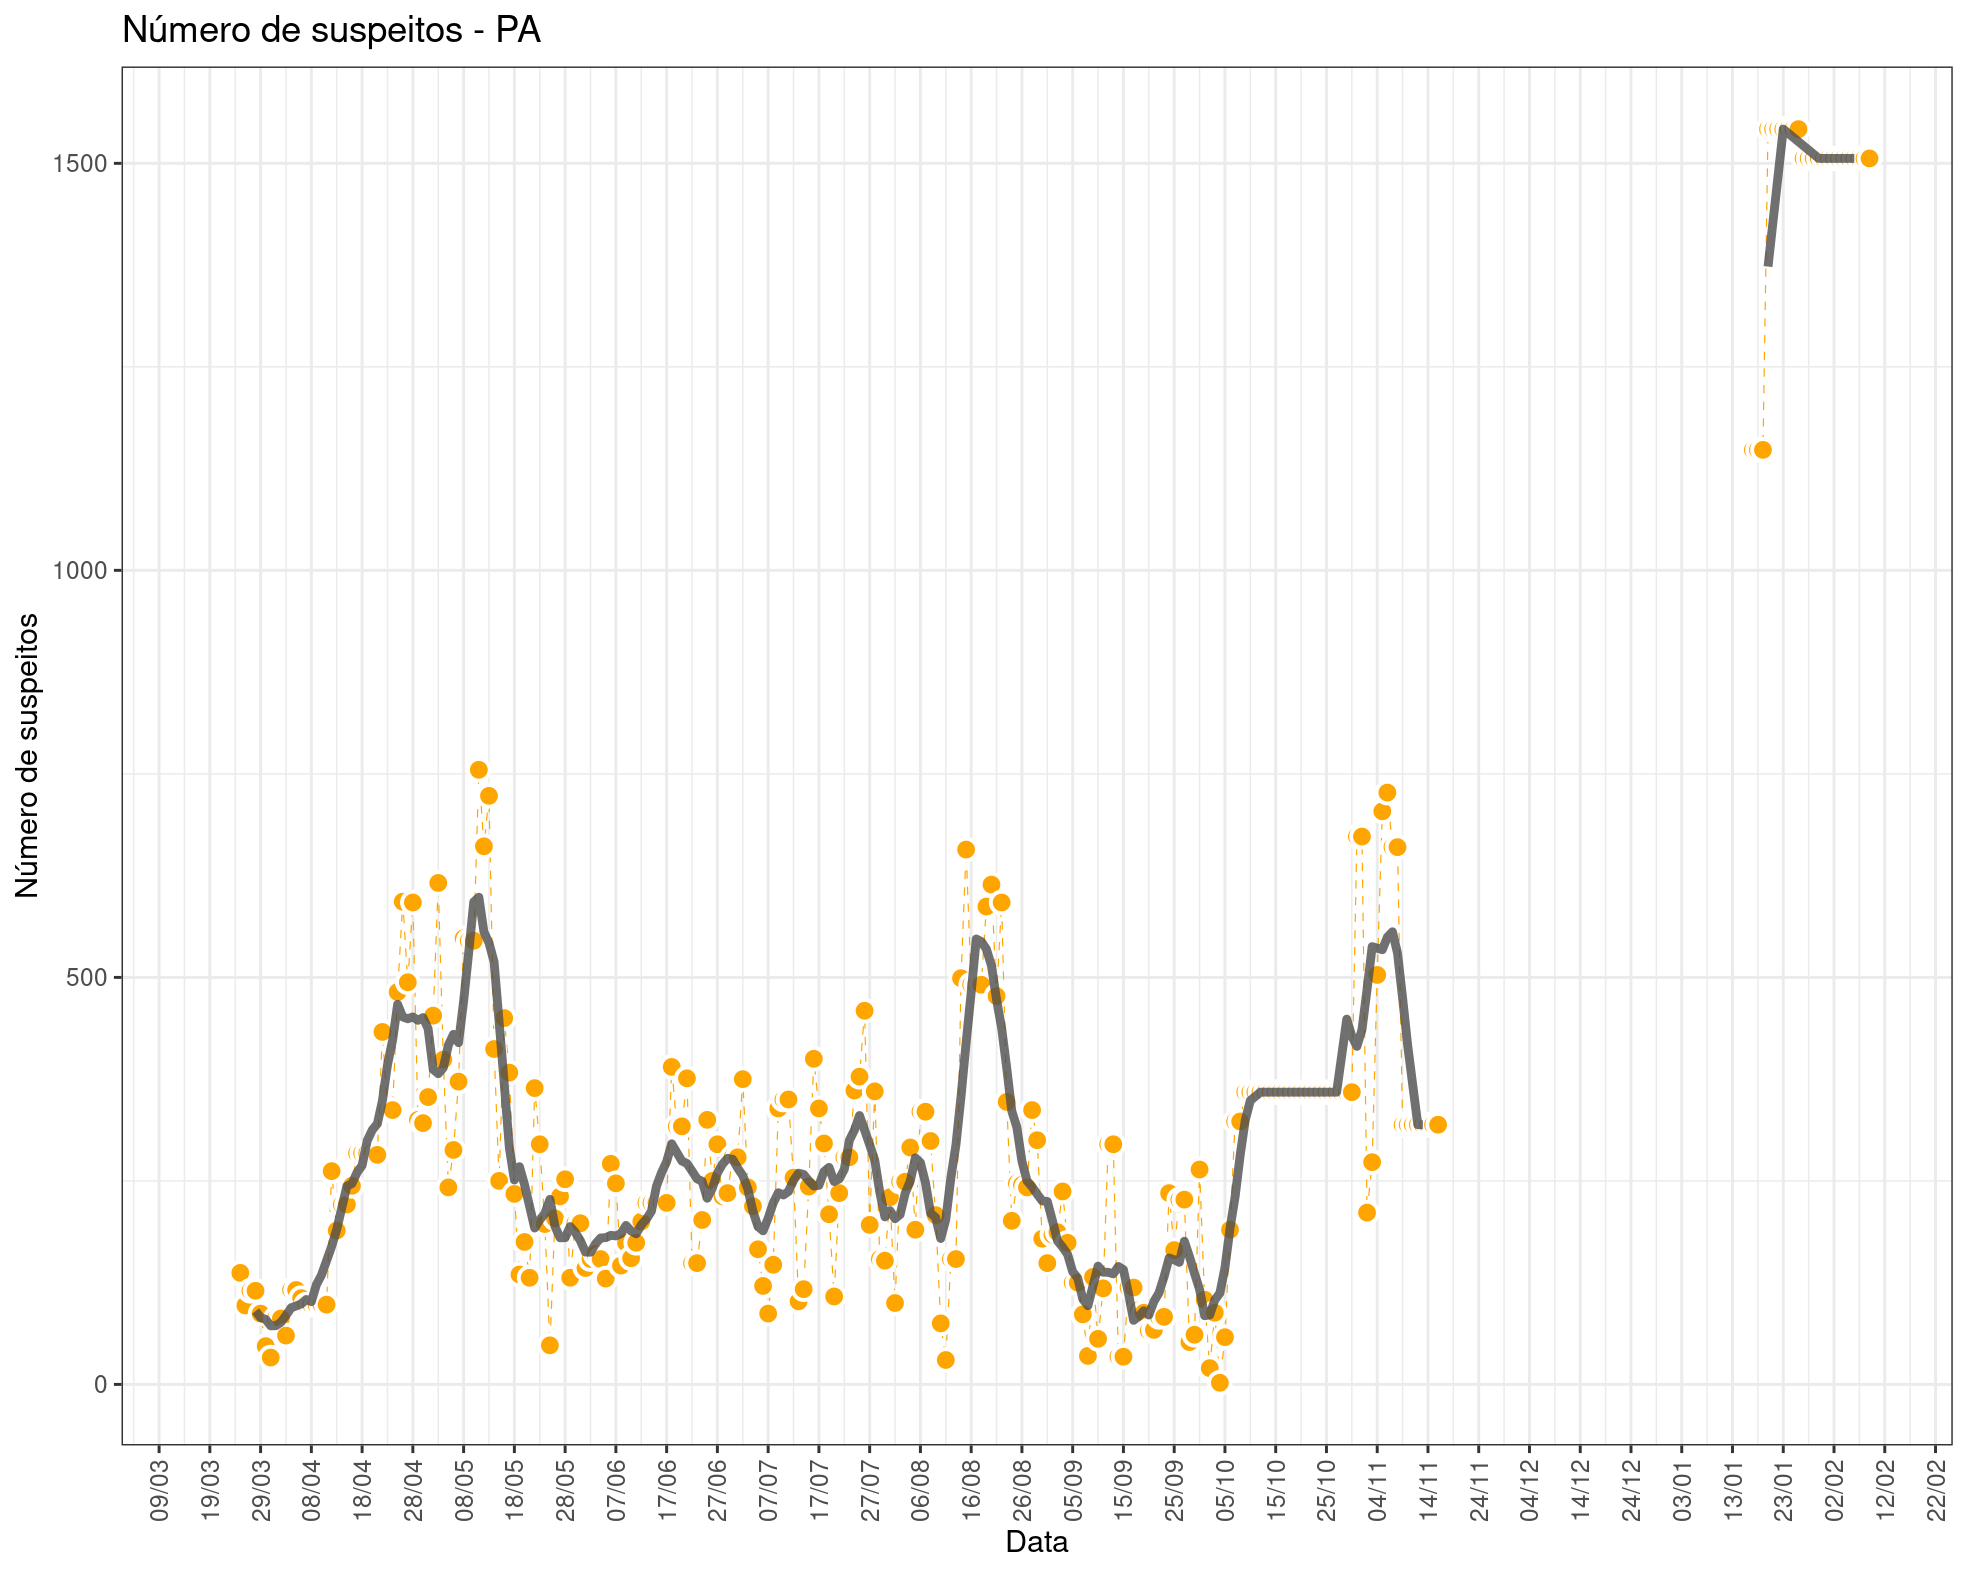 Número de suspeitos - PA
Número de suspeitos
1500
1000
500
0
09/03 19/03 29/03 08/04 18/04 28/04 08/05 18/05 28/05 07/06 17/06 27/06 07/07 17/07 27/07 06/08 16/08 26/08 05/09 15/09 25/09 05/10 15/10 25/10 04/11 14/11 24/11 04/12 14/12 24/12 03/01 13/01 23/01 02/02 12/02 22/02
Data